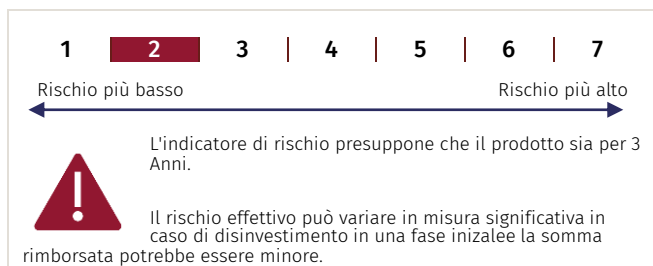 1 2 3 4 5 6 7
Rischio più basso Rischio più alto
L'indicatore di rischio presuppone che il prodotto sia per 3
Anni.
!
Il rischio effettivo può variare in misura significativa in
caso di disinvestimento in una fase inizalee la somma
rimborsata potrebbe essere minore.